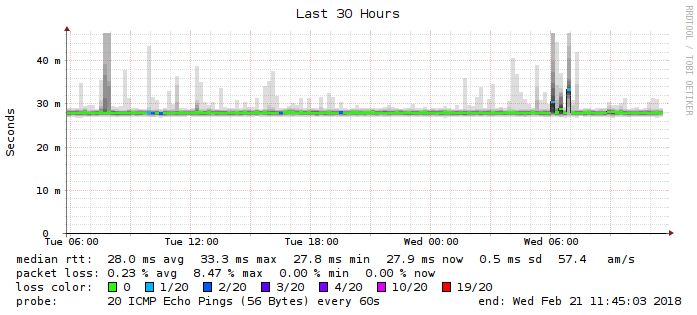 Last 30 Hours
RRDTOOL / TOBI OETIKER
Seconds
40 m
30 m
20 m
10 m
0
Tue 06:00 Tue 12:00 Tue 18:00 Wed 00:00 Wed 06:00
median rtt: 28.0 ms avg 33.3 ms max 27.8 ms min 27.9 ms now 0.5 ms sd 57.4 am/s
packet loss: 0.23 % avg 8.47 % max 0.00 % min 0.00 % now
loss color: 0 1/20 2/20 3/20 4/20 10/20 19/20
probe: 20 ICMP Echo Pings (56 Bytes) every 60s end: Wed Feb 21 11:45:03 2018